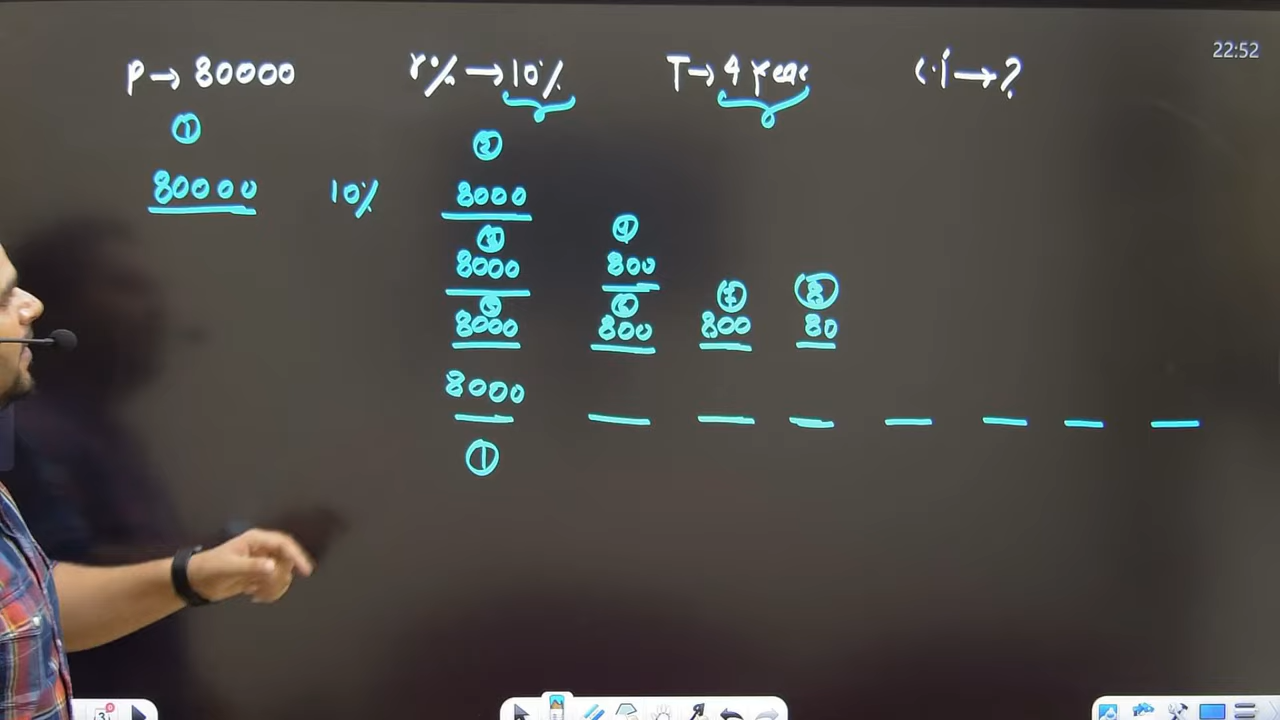 22:52
P→80000 r%→10% T→4 year C.I→?
①
②
80000 10% 8000
③ ④
8000 800
⑤ ⑥ ⑦ ⑧
8000 800 800 80
8000
①